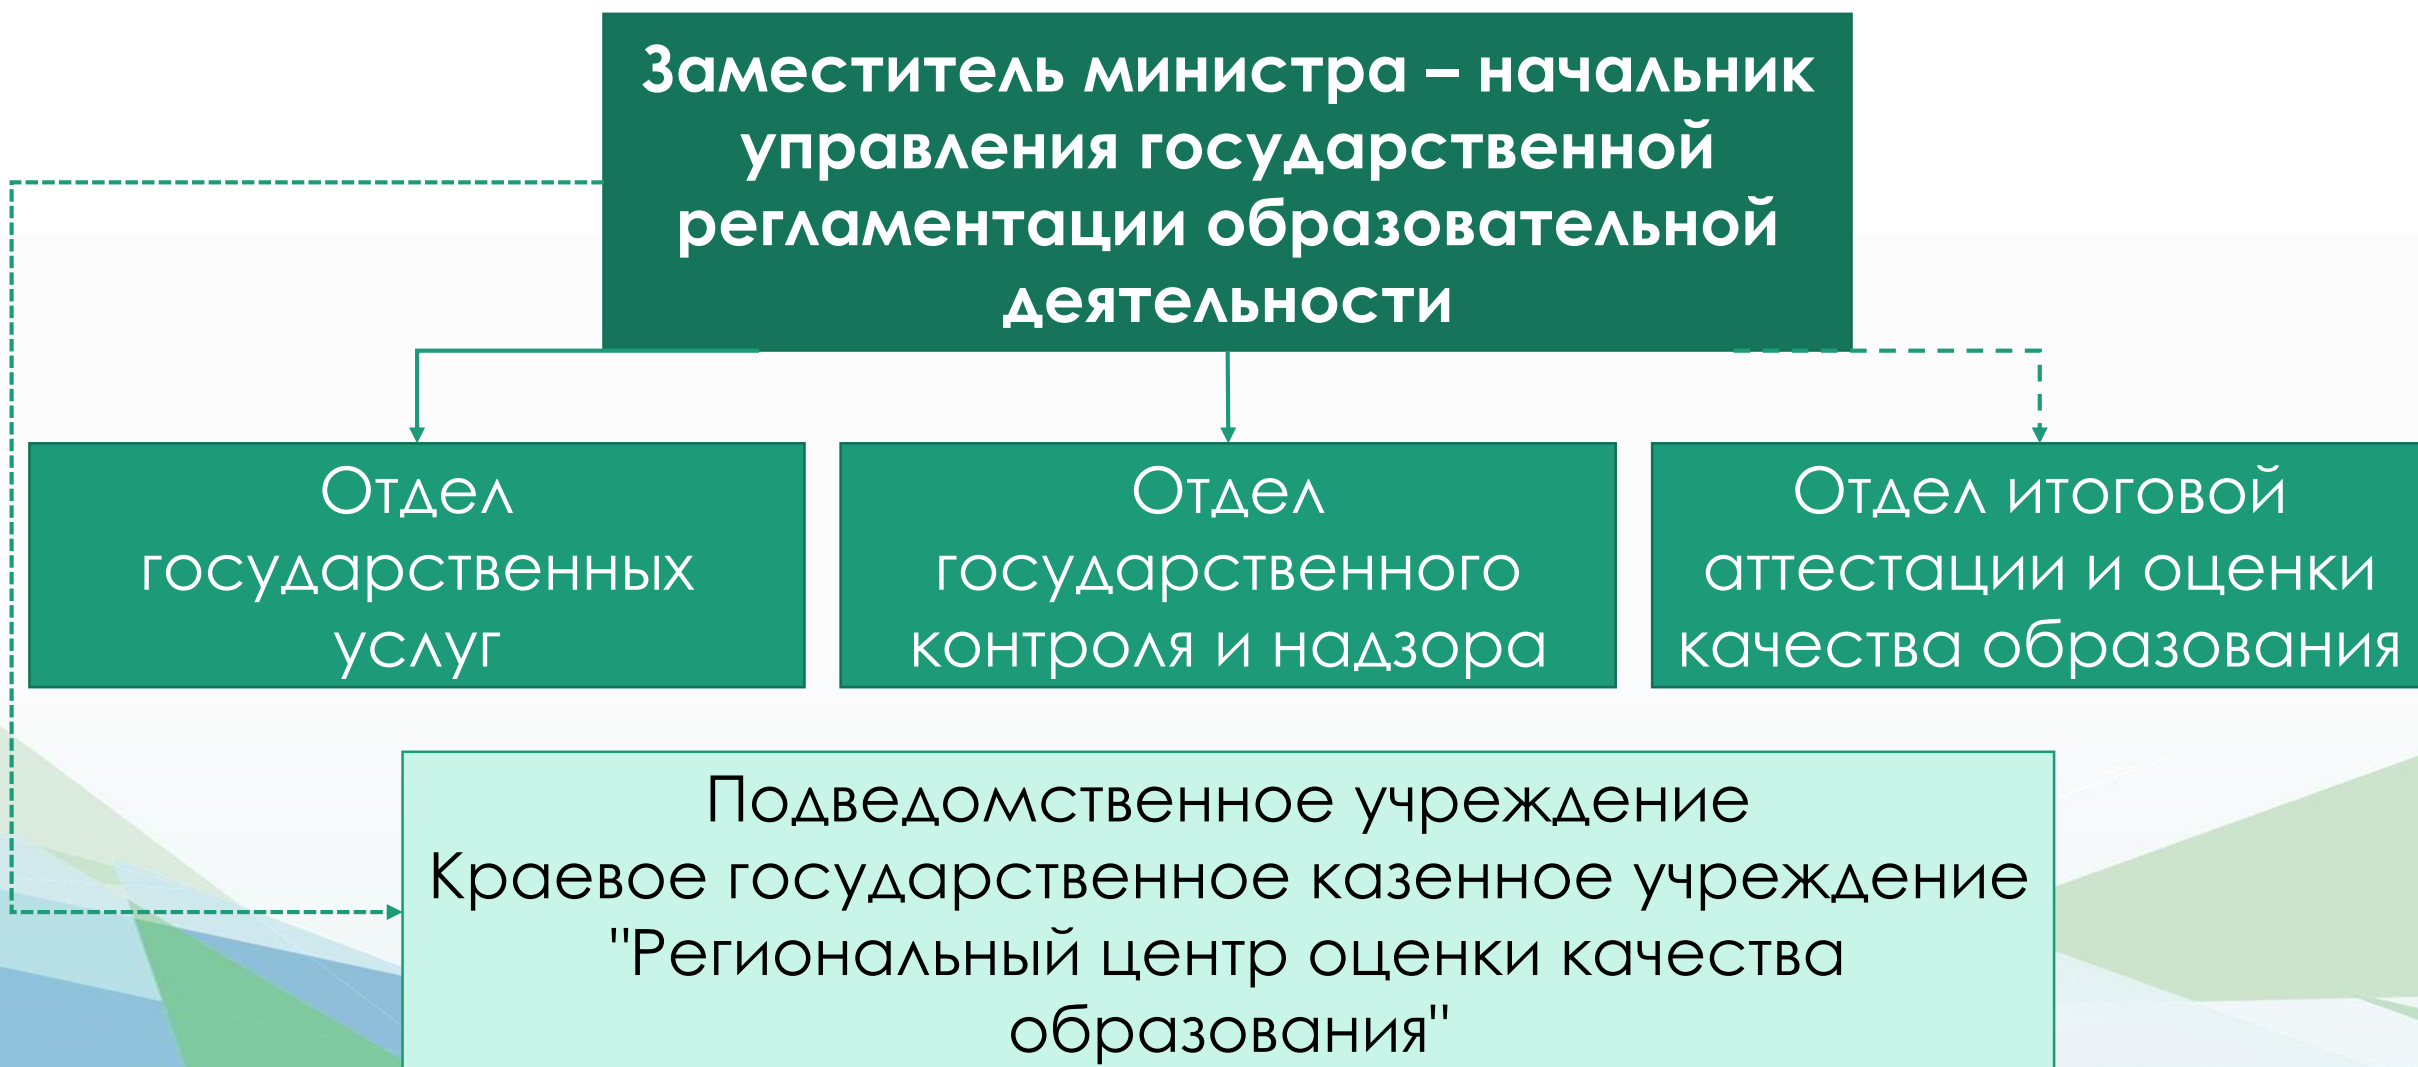 Заместитель министра – начальник
управления государственной
регламентации образовательной
деятельности
Отдел
государственных
услуг
Отдел
государственного
контроля и надзора
Отдел итоговой
аттестации и оценки
качества образования
Подведомственное учреждение
Краевое государственное казенное учреждение
"Региональный центр оценки качества
образования"